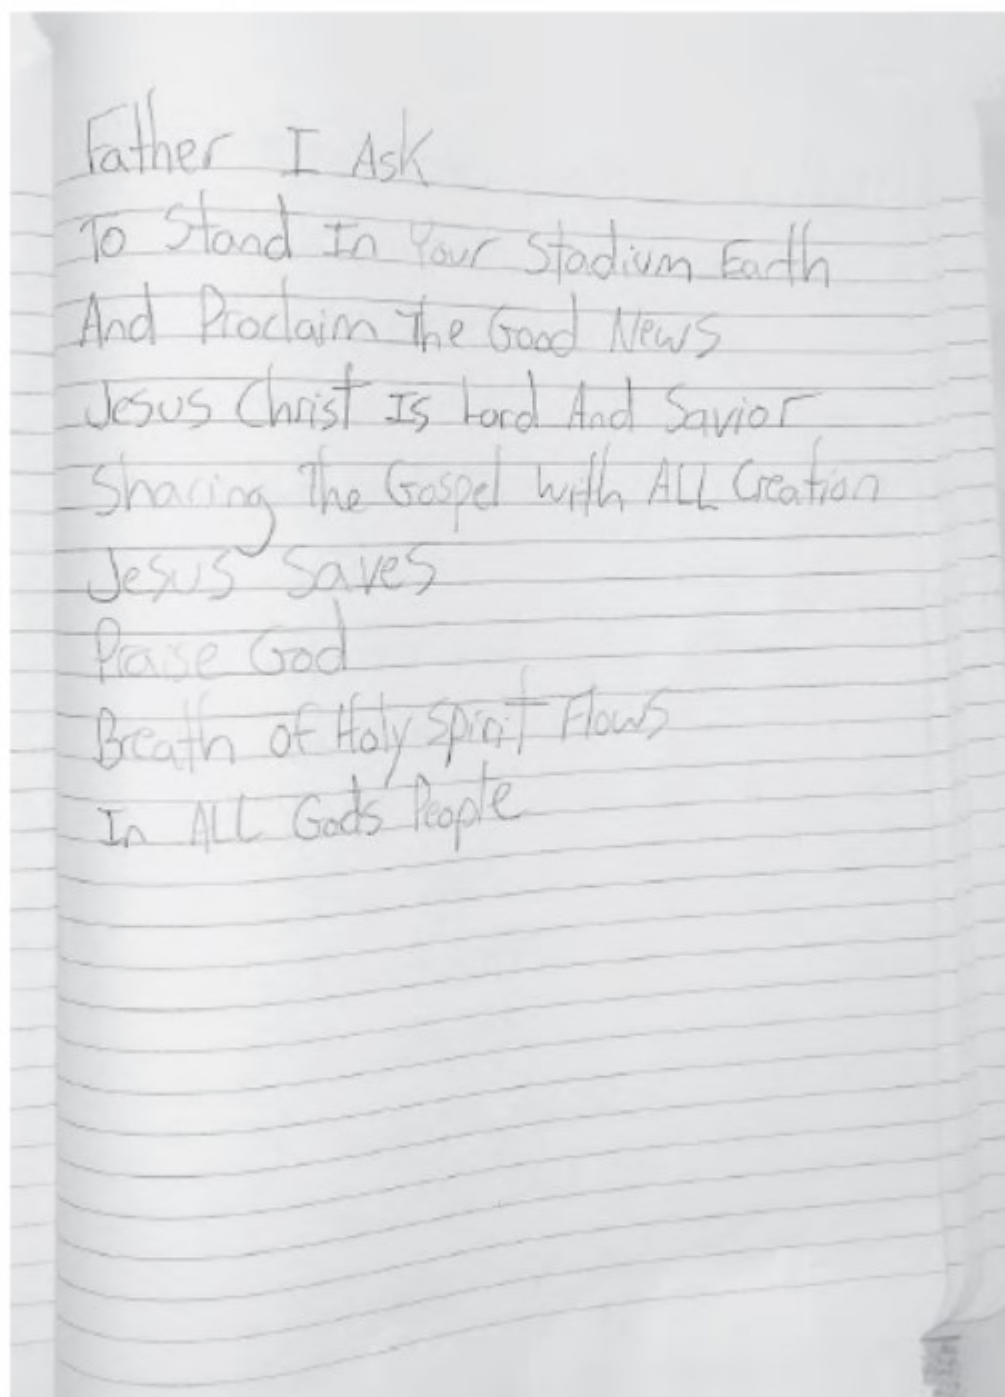 Father I Ask
To Stand In Your Stadium Earth
And Proclaim The Good News
Jesus Christ Is Lord And Savior
Sharing The Gospel With ALL Creation
Jesus Saves
Praise God
Breath of Holy Spirit Flows
In ALL God's People